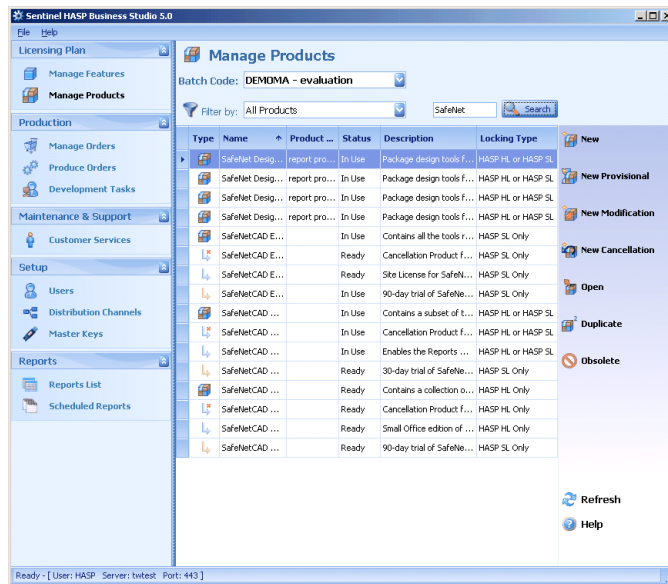 Sentinel HASP Business Studio 5.0
File Help
Licensing Plan
Manage Features
Manage Products
Production
Manage Orders
Produce Orders
Development Tasks
Maintenance & Support
Customer Services
Setup
Users
Distribution Channels
Master Keys
Reports
Reports List
Scheduled Reports
Manage Products
Batch Code: DEMOMA - evaluation
Filter by: All Products SafeNet Search
Type Name Product ... Status Description Locking Type
SafeNet Desig... report pro... In Use Package design tools f... HASP HL or HASP SL
SafeNet Desig... report pro... In Use Package design tools f... HASP HL or HASP SL
SafeNet Desig... report pro... In Use Package design tools f... HASP HL or HASP SL
SafeNet Desig... report pro... In Use Package design tools f... HASP HL or HASP SL
SafeNetCAD E... In Use Contains all the tools r... HASP SL Only
SafeNetCAD E... Ready Cancellation Product f... HASP SL Only
SafeNetCAD E... Ready Site License for SafeN... HASP SL Only
SafeNetCAD E... In Use 90-day trial of SafeNe... HASP SL Only
SafeNetCAD ... In Use Contains a subset of t... HASP HL or HASP SL
SafeNetCAD ... In Use Cancellation Product f... HASP HL or HASP SL
SafeNetCAD ... In Use Enables the Reports ... HASP HL or HASP SL
SafeNetCAD ... Ready 30-day trial of SafeNe... HASP SL Only
SafeNetCAD ... Ready Contains a collection o... HASP HL Only
SafeNetCAD ... Ready Cancellation Product f... HASP HL Only
SafeNetCAD ... Ready Small Office edition of ... HASP HL Only
SafeNetCAD ... Ready 90-day trial of SafeNe... HASP SL Only
New
New Provisional
New Modification
New Cancellation
Open
Duplicate
Obsolete
Refresh
Help
Ready - [ User: HASP Server: twtest Port: 443 ]